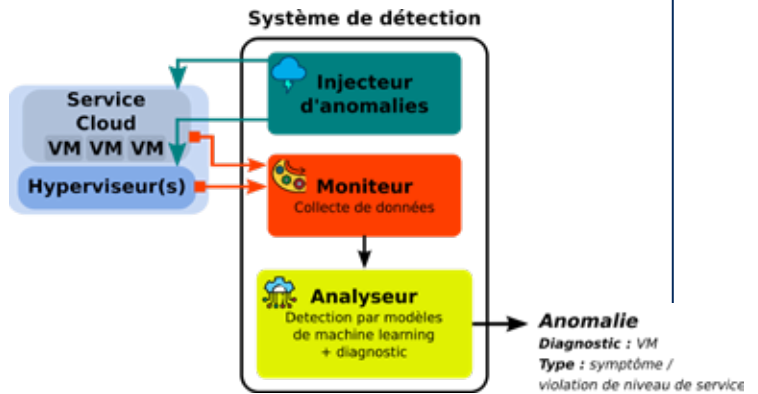 Système de détection
Injecteur
d'anomalies
Service
Cloud
VM VM VM
Hyperviseur(s)
Moniteur
Collecte de données
Analyseur
Detection par modèles
de machine learning
+ diagnostic
Anomalie
Diagnostic : VM
Type : symptôme /
violation de niveau de service